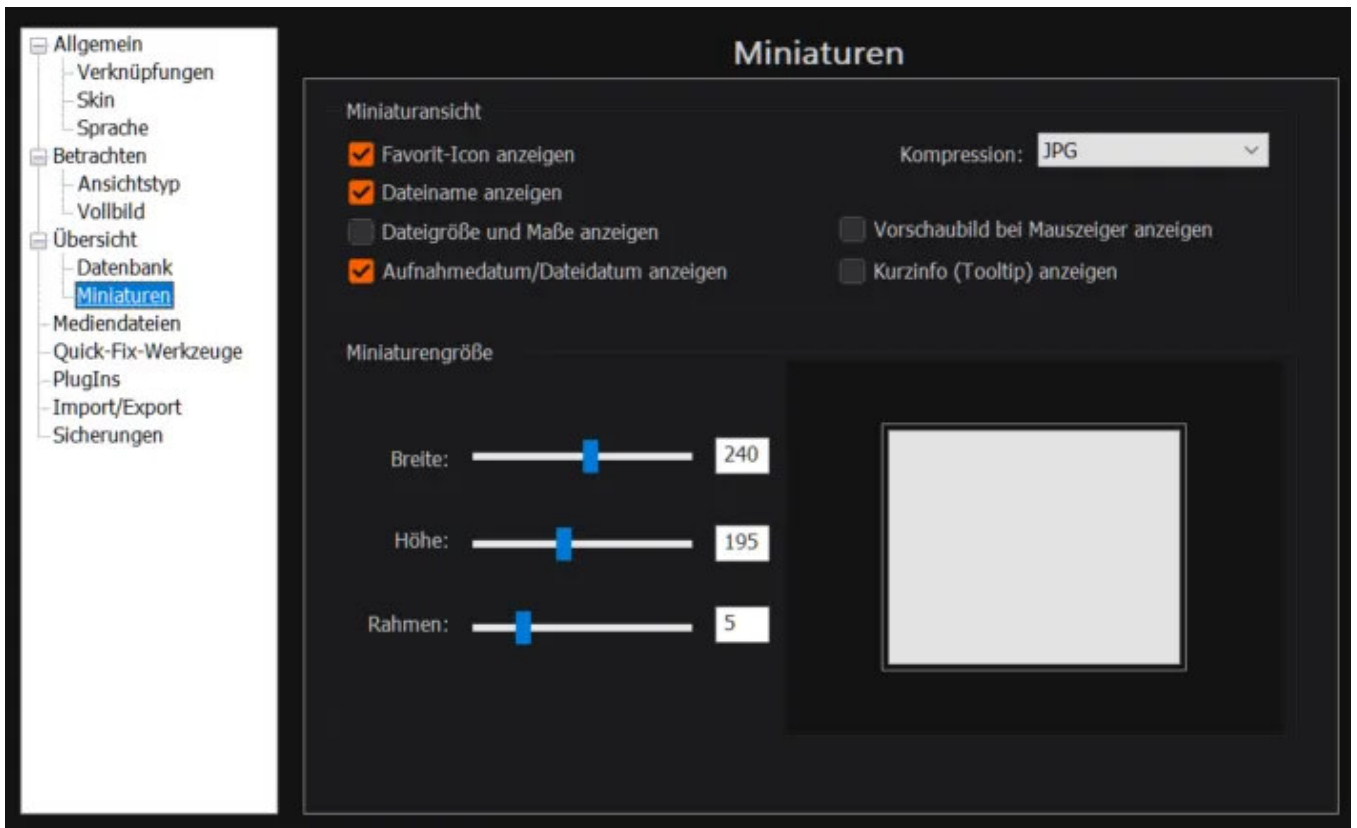 Allgemein
Verknüpfungen
Skin
Sprache
Betrachten
Ansichtstyp
Vollbild
Übersicht
Datenbank
Miniaturen
Mediendateien
Quick-Fix-Werkzeuge
PlugIns
Import/Export
Sicherungen
Miniaturen
Miniaturansicht
Favorit-Icon anzeigen
Kompression: JPG
Dateiname anzeigen
Dateigröße und Maße anzeigen
Vorschaubild bei Mauszeiger anzeigen
Aufnahmedatum/Dateidatum anzeigen
Kurzinfo (Tooltip) anzeigen
Miniaturengröße
Breite: 240
Höhe: 195
Rahmen: 5